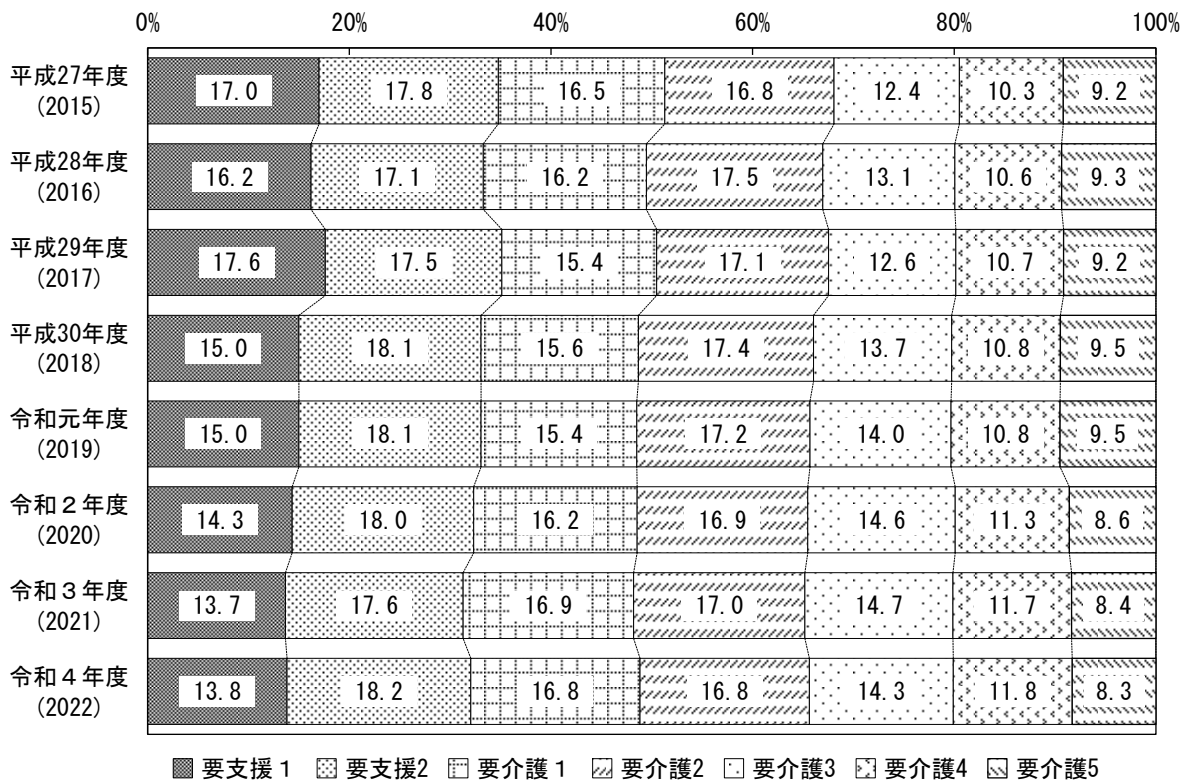 0% 20% 40% 60% 80% 100%
平成27年度
(2015)
17.0 17.8 16.5 16.8 12.4 10.3 9.2
平成28年度
(2016)
16.2 17.1 16.2 17.5 13.1 10.6 9.3
平成29年度
(2017)
17.6 17.5 15.4 17.1 12.6 10.7 9.2
平成30年度
(2018)
15.0 18.1 15.6 17.4 13.7 10.8 9.5
令和元年度
(2019)
15.0 18.1 15.4 17.2 14.0 10.8 9.5
令和２年度
(2020)
14.3 18.0 16.2 16.9 14.6 11.3 8.6
令和３年度
(2021)
13.7 17.6 16.9 17.0 14.7 11.7 8.4
令和４年度
(2022)
13.8 18.2 16.8 16.8 14.3 11.8 8.3
要支援１ 要支援2 要介護１ 要介護2 要介護3 要介護4 要介護5